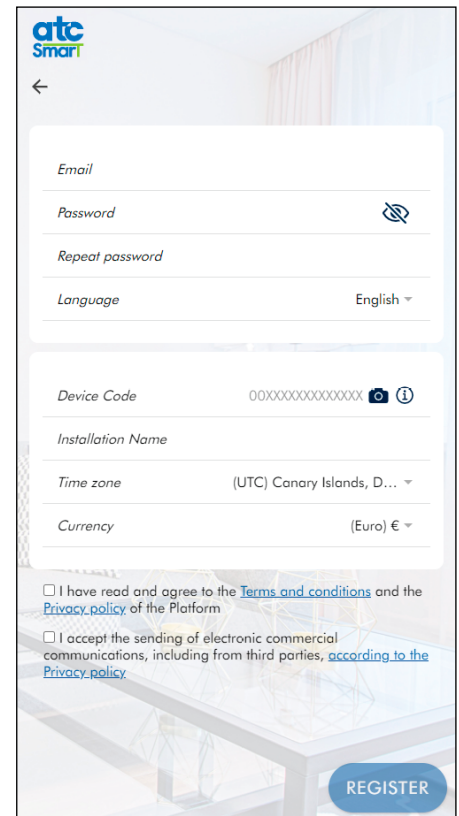 atc
Smart
Email
Password
Repeat password
Language English
Device Code 00XXXXXXXXXXXXX
Installation Name
Time zone (UTC) Canary Islands, D...
Currency (Euro) €
I have read and agree to the Terms and conditions and the
Privacy policy of the Platform
I accept the sending of electronic commercial
communications, including from third parties, according to the
Privacy policy
REGISTER